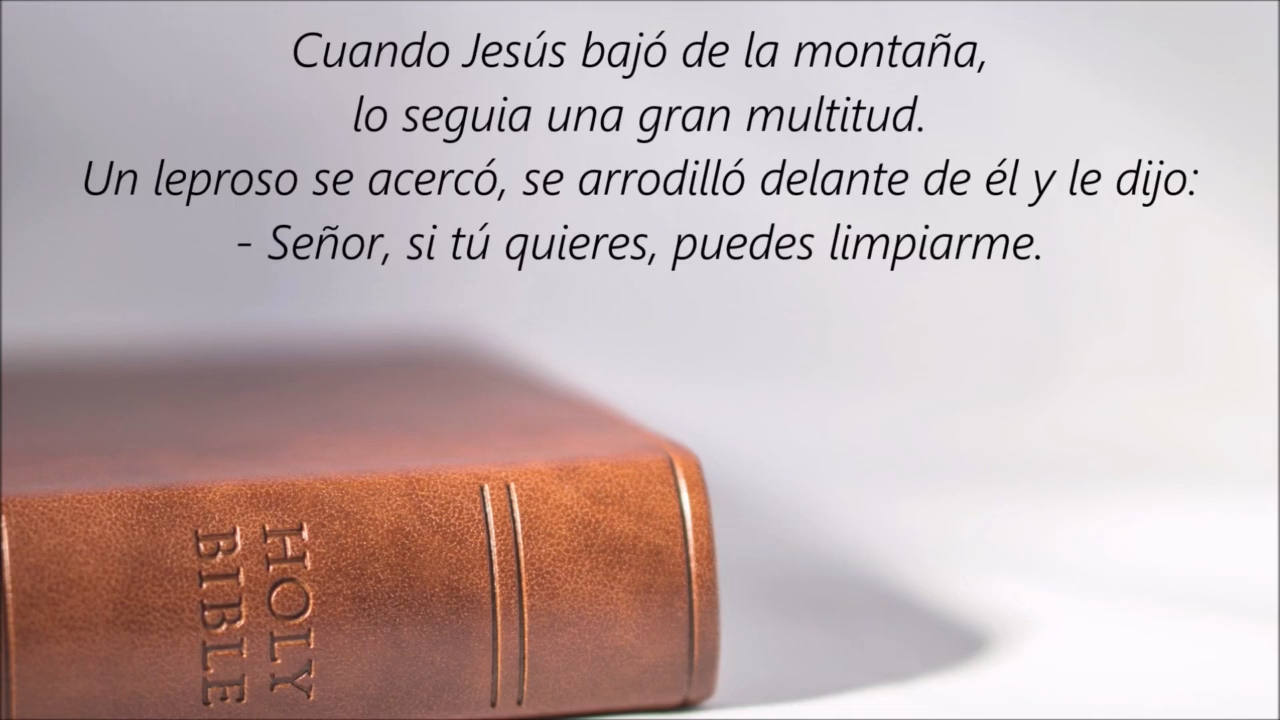 Cuando Jesús bajó de la montaña,
lo seguia una gran multitud.
Un leproso se acercó, se arrodilló delante de él y le dijo:
- Señor, si tú quieres, puedes limpiarme.
HOLY
BIBLE